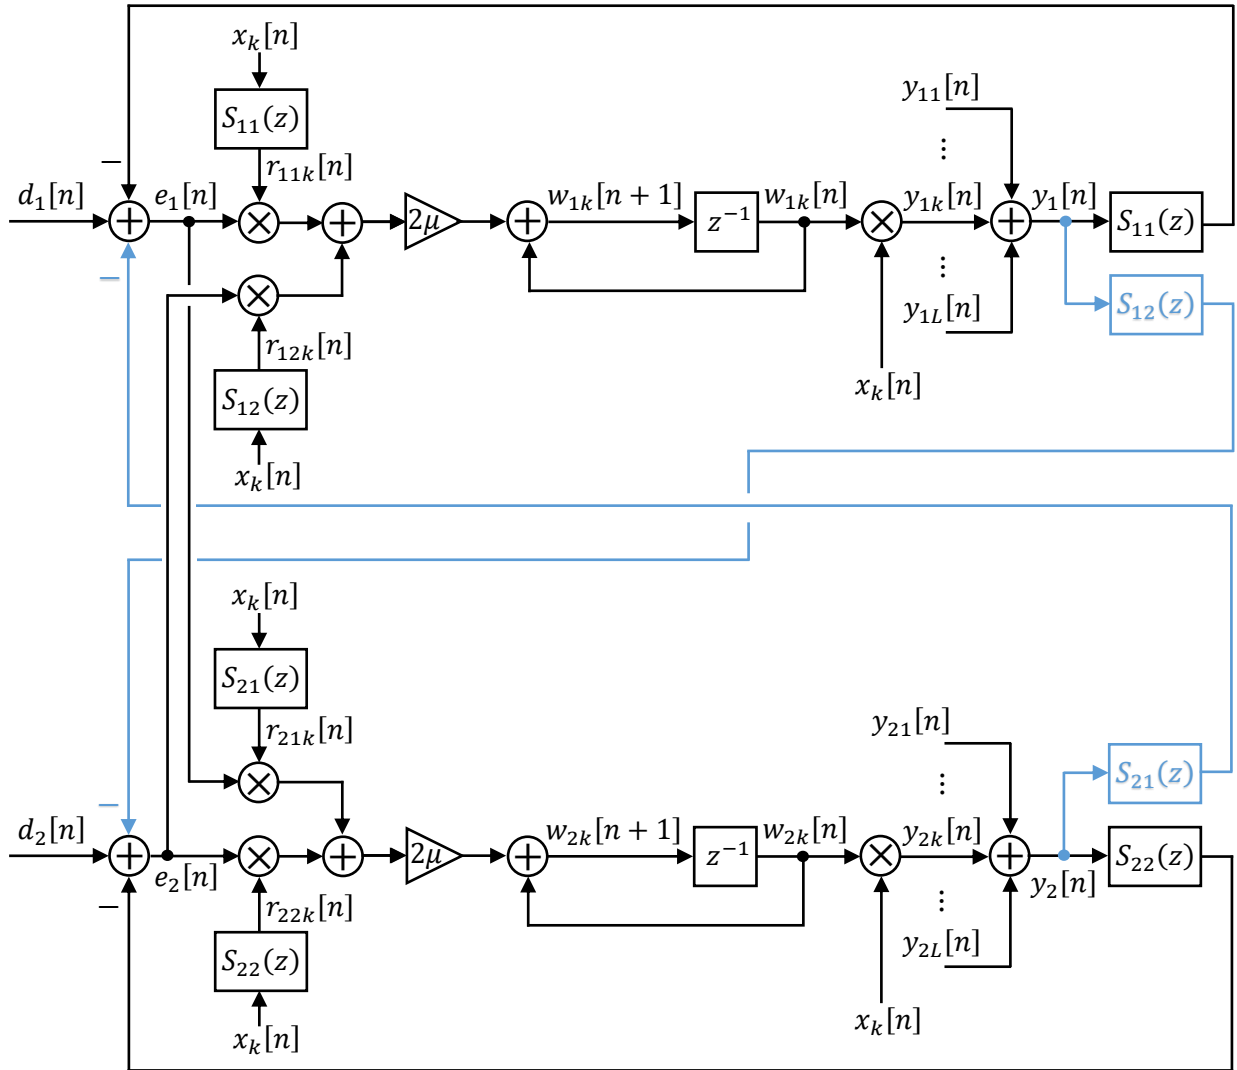 x_k[n]
S_11(z)
y_11[n]
⋮
−
r_11k[n]
d_1[n] + e_1[n] × + 2μ + w_1k[n + 1] z^−1 w_1k[n] × y_1k[n] + y_1[n] S_11(z)
−
×
⋮
S_12(z)
y_1L[n]
r_12k[n]
S_12(z)
x_k[n]
x_k[n]
x_k[n]
S_21(z)
y_21[n]
r_21k[n]
⋮
S_21(z)
×
−
d_2[n] + e_2[n] × + 2μ + w_2k[n + 1] z^−1 w_2k[n] × y_2k[n] + y_2[n] S_22(z)
−
r_22k[n]
⋮
y_2L[n]
S_22(z)
x_k[n]
x_k[n]